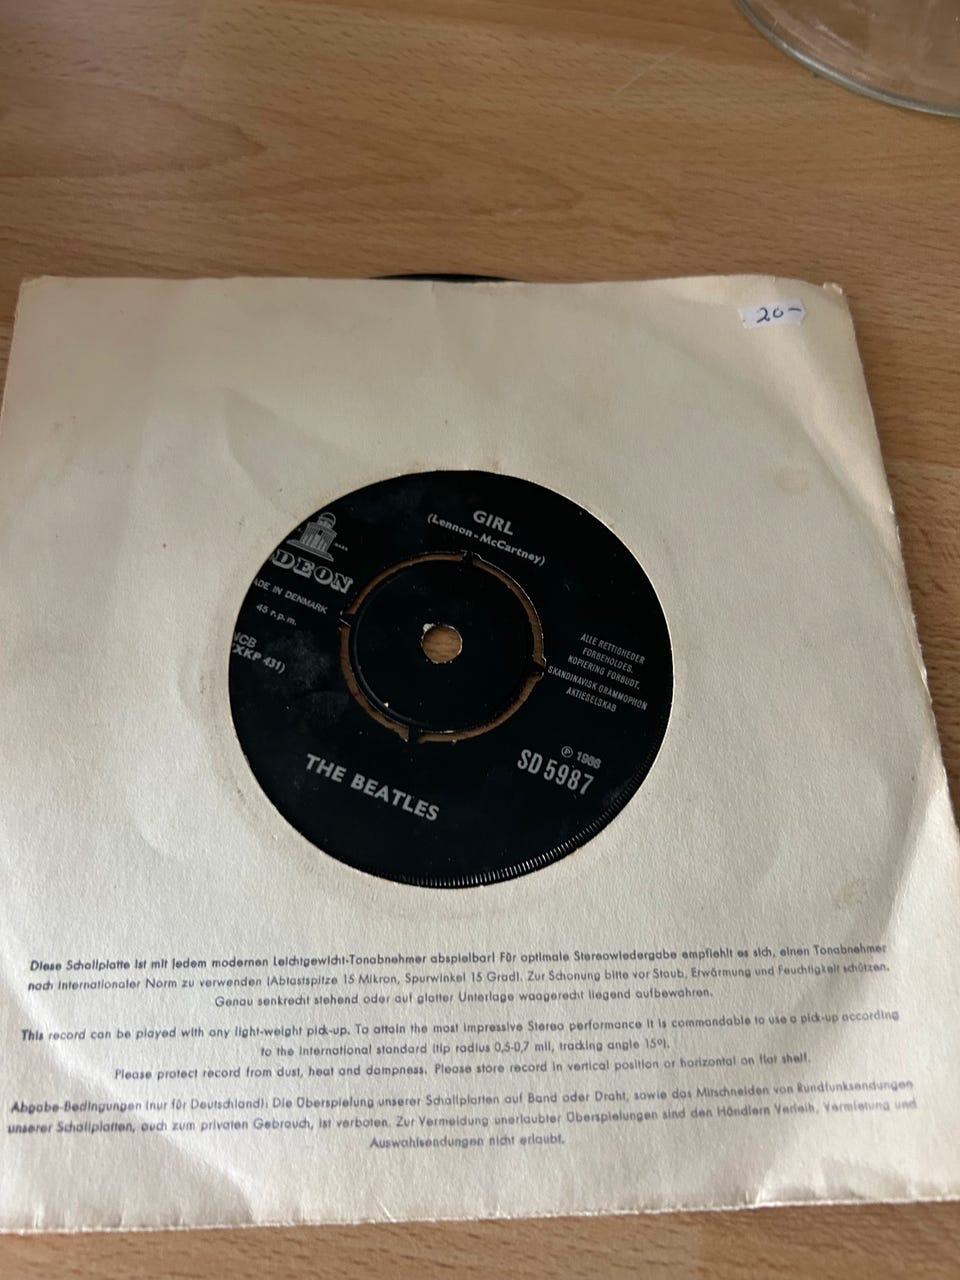 20-
GIRL
(Lennon-McCartney)
DEON
ADE IN DENMARK
45 r.p.m.
NCB
XKP 431)
ALLE RETTIGHEDER
FORBEHOLDES.
KOPIERING FORBUDT.
SKANDINAVISK GRAMMOPHON
AKTIESELSKAB
Ⓟ 1966
SD 5987
THE BEATLES
Diese Schallplatte ist mit jedem modernen Leichtgewicht-Tonabnehmer abspielbar! Für optimale Stereowiedergabe empfiehlt es sich, einen Tonabnehmer
nach Internationaler Norm zu verwenden (Abtastspitze 15 Mikron, Spurwinkel 15 Grad). Zur Schonung bitte vor Staub, Erwärmung und Feuchtigkeit schützen.
Genau senkrecht stehend oder auf glatter Unterlage waagerecht liegend aufbewahren.
This record can be played with any light-weight pick-up. To attain the most impressive Stereo performance it is commandable to use a pick-up according
to the international standard (tip radius 0,5-0,7 mil, tracking angle 15°).
Please protect record from dust, heat and dampness. Please store record in vertical position or horizontal on flat shelf.
Abgabe-Bedingungen (nur für Deutschland): Die Überspielung unserer Schallplatten auf Band oder Draht, sowie das Mitschneiden von Rundfunksendungen
unserer Schallplatten, auch zum privaten Gebrauch, ist verboten. Zur Vermeidung unerlaubter Überspielungen sind den Händlern Verleih, Vermietung und
Auswahlsendungen nicht erlaubt.